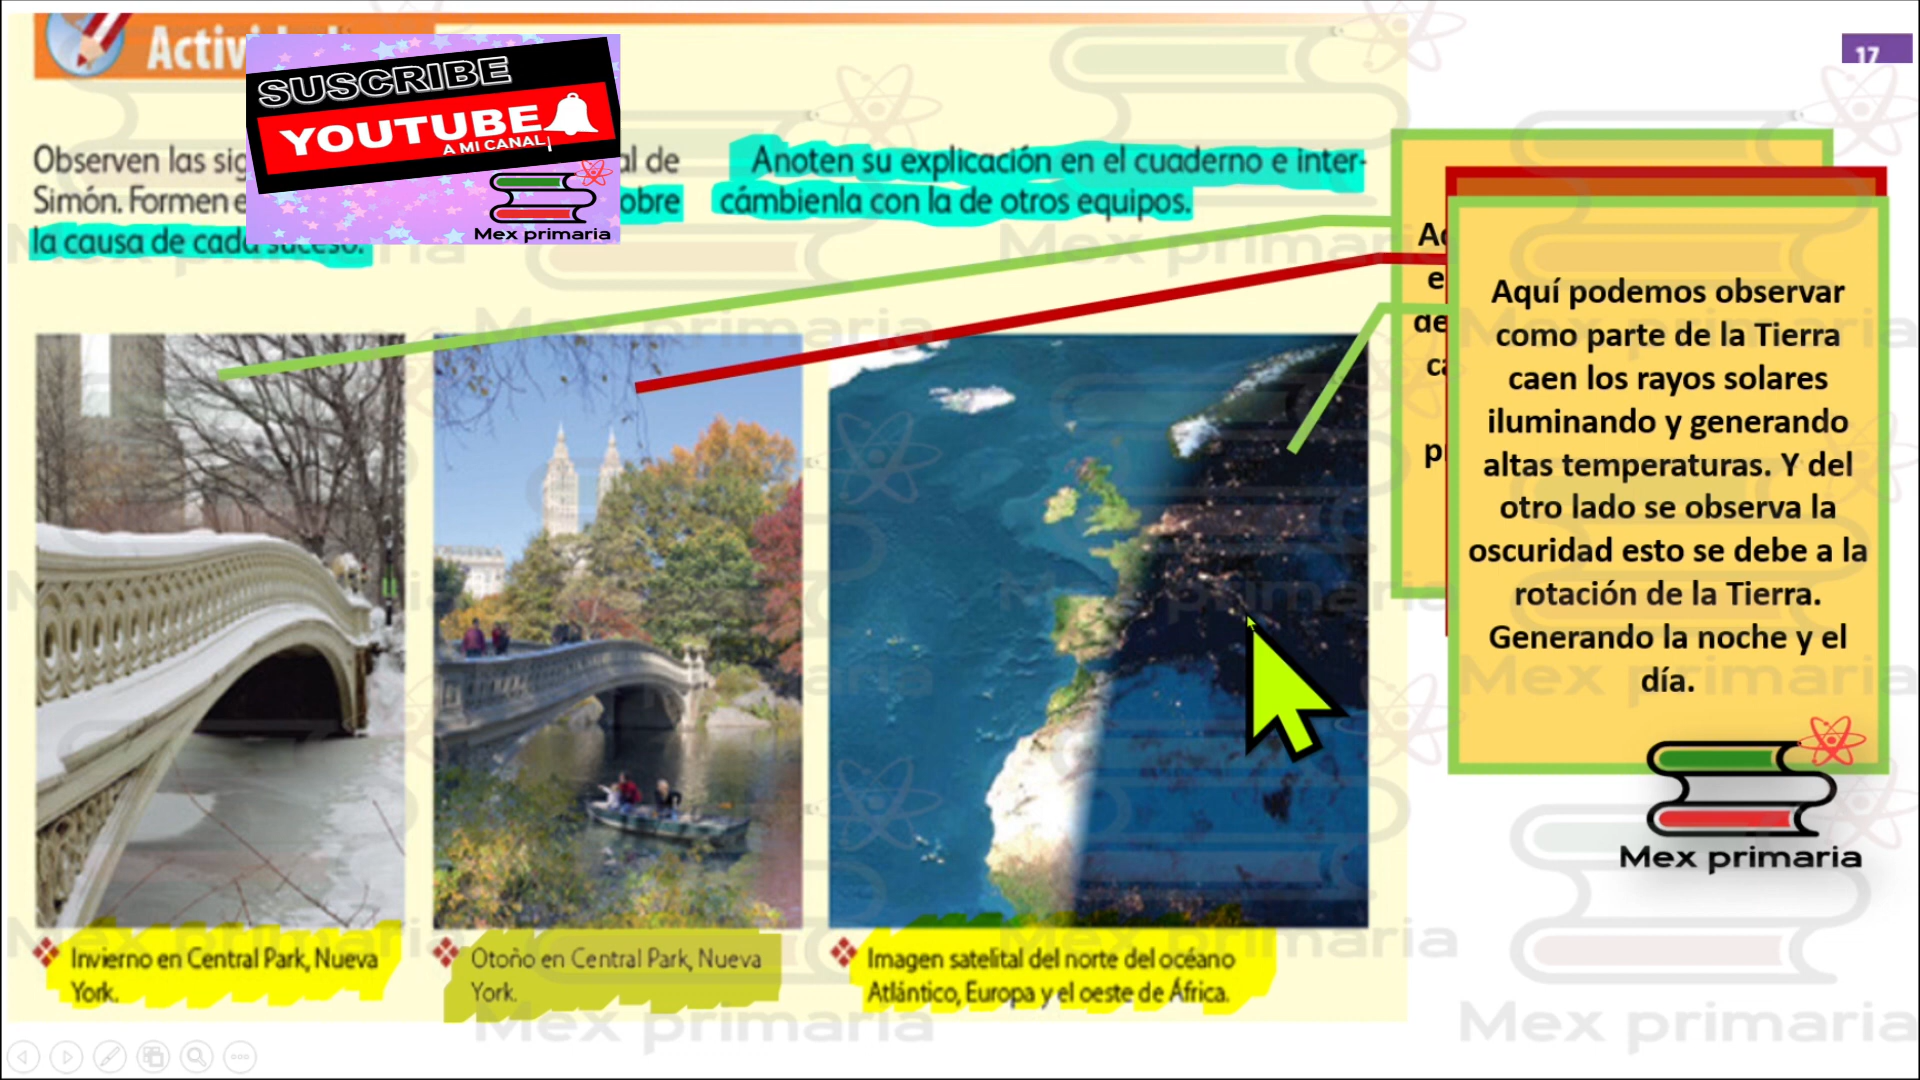 Activid
17
SUSCRIBE
YOUTUBE
A MI CANAL
Mex primaria
Observen las sig al de
Simón. Formen e obre
la causa de cada suceso.
Anoten su explicación en el cuaderno e inter-
cámbienla con la de otros equipos.
Aquí podemos observar
como parte de la Tierra
caen los rayos solares
iluminando y generando
altas temperaturas. Y del
otro lado se observa la
oscuridad esto se debe a la
rotación de la Tierra.
Generando la noche y el
día.
Mex primaria
Invierno en Central Park, Nueva
York.
Otoño en Central Park, Nueva
York.
Imagen satelital del norte del océano
Atlántico, Europa y el oeste de África.
Mex primaria
Mex primaria